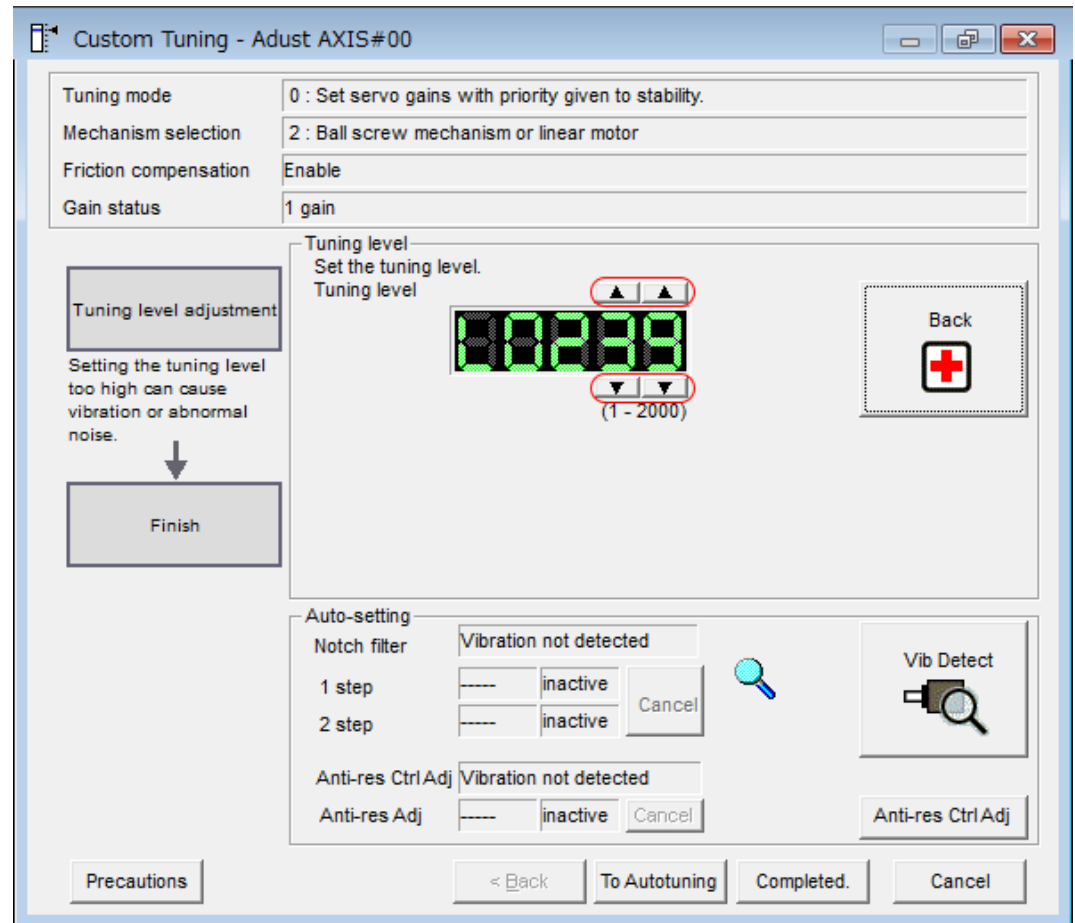 Custom Tuning - Adust AXIS#00
Tuning mode
0 : Set servo gains with priority given to stability.
Mechanism selection
2 : Ball screw mechanism or linear motor
Friction compensation
Enable
Gain status
1 gain
Tuning level adjustment
Setting the tuning level
too high can cause
vibration or abnormal
noise.
Finish
Tuning level
Set the tuning level.
Tuning level
L0239
(1 - 2000)
Back
Auto-setting
Notch filter
Vibration not detected
1 step
-----
inactive
2 step
-----
inactive
Cancel
Vib Detect
Anti-res Ctrl Adj
Vibration not detected
Anti-res Adj
-----
inactive
Cancel
Anti-res Ctrl Adj
Precautions
< Back
To Autotuning
Completed.
Cancel